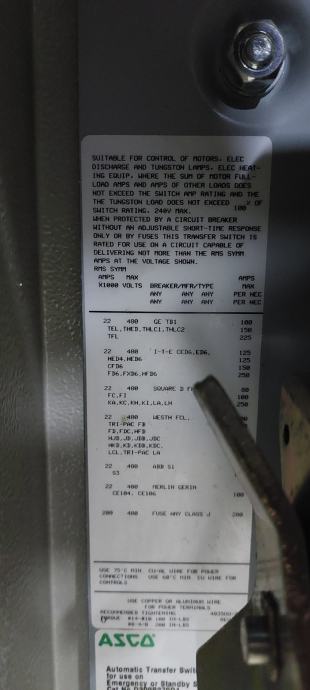 SUITABLE FOR CONTROL OF MOTORS, ELEC
DISCHARGE AND TUNGSTON LAMPS, ELEC HEAT-
ING EQUIP, WHERE THE SUM OF MOTOR FULL-
LOAD AMPS AND AMPS OF OTHER LOADS DOES
NOT EXCEED THE SWITCH AMP RATING AND THE
THE TUNGSTON LOAD DOES NOT EXCEED 100 % OF
SWITCH RATING, 240V MAX.
WHEN PROTECTED BY A CIRCUIT BREAKER
WITHOUT AN ADJUSTABLE SHORT-TIME RESPONSE
ONLY OR BY FUSES THIS TRANSFER SWITCH IS
RATED FOR USE ON A CIRCUIT CAPABLE OF
DELIVERING NOT MORE THAN THE RMS SYMM
AMPS AT THE VOLTAGE SHOWN.
RMS SYMM
AMPS MAX AMPS
X1000 VOLTS BREAKER/MFR/TYPE MAX
ANY ANY ANY PER NEC
ANY ANY ANY PER NEC
22 480 GE TB1 100
TEL, THED, THLC1, THLC2 150
TFL 225
22 480 I-T-E CED6, ED6, 125
HED4, HED6 125
CFD6 150
FD6, FXD6, HFD6 250
22 480 SQUARE D
FC, FI 100
KA, KC, KH, KI, LA, LH 250
22 480 WESTH FCL,
TRI-PAC FB
FD, FDC, HFD
HJD, JD, JDB, JDC
HKD, KD, KDB, KDC,
LCL, TRI-PAC LA
22 480 ABB S1
S3
22 480 MERLIN GERIN
CE104, CE106 100
200 480 FUSE ANY CLASS J 200
USE 75°C MIN. CU-AL WIRE FOR POWER
CONNECTIONS USE 60°C MIN. CU WIRE FOR
CONTROLS
USE COPPER OR ALUMINUM WIRE
FOR POWER TERMINALS
RECOMMENDED TIGHTENING
TORQUE
ASCO
Automatic Transfer
for use in
Emergency or Standby